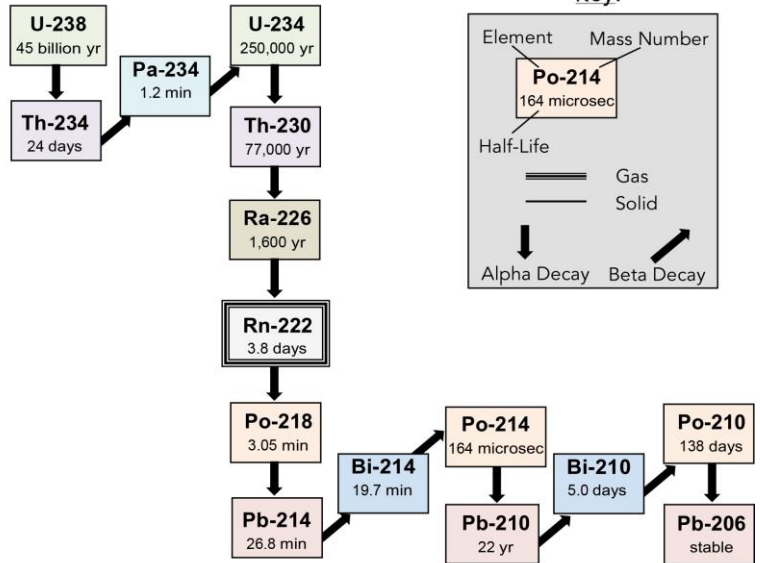 Key:
U-238
45 billion yr
Th-234
24 days
Pa-234
1.2 min
U-234
250,000 yr
Th-230
77,000 yr
Ra-226
1,600 yr
Rn-222
3.8 days
Po-218
3.05 min
Pb-214
26.8 min
Bi-214
19.7 min
Po-214
164 microsec
Pb-210
22 yr
Bi-210
5.0 days
Po-210
138 days
Pb-206
stable
Element
Mass Number
Po-214
164 microsec
Half-Life
Gas
Solid
Alpha Decay
Beta Decay